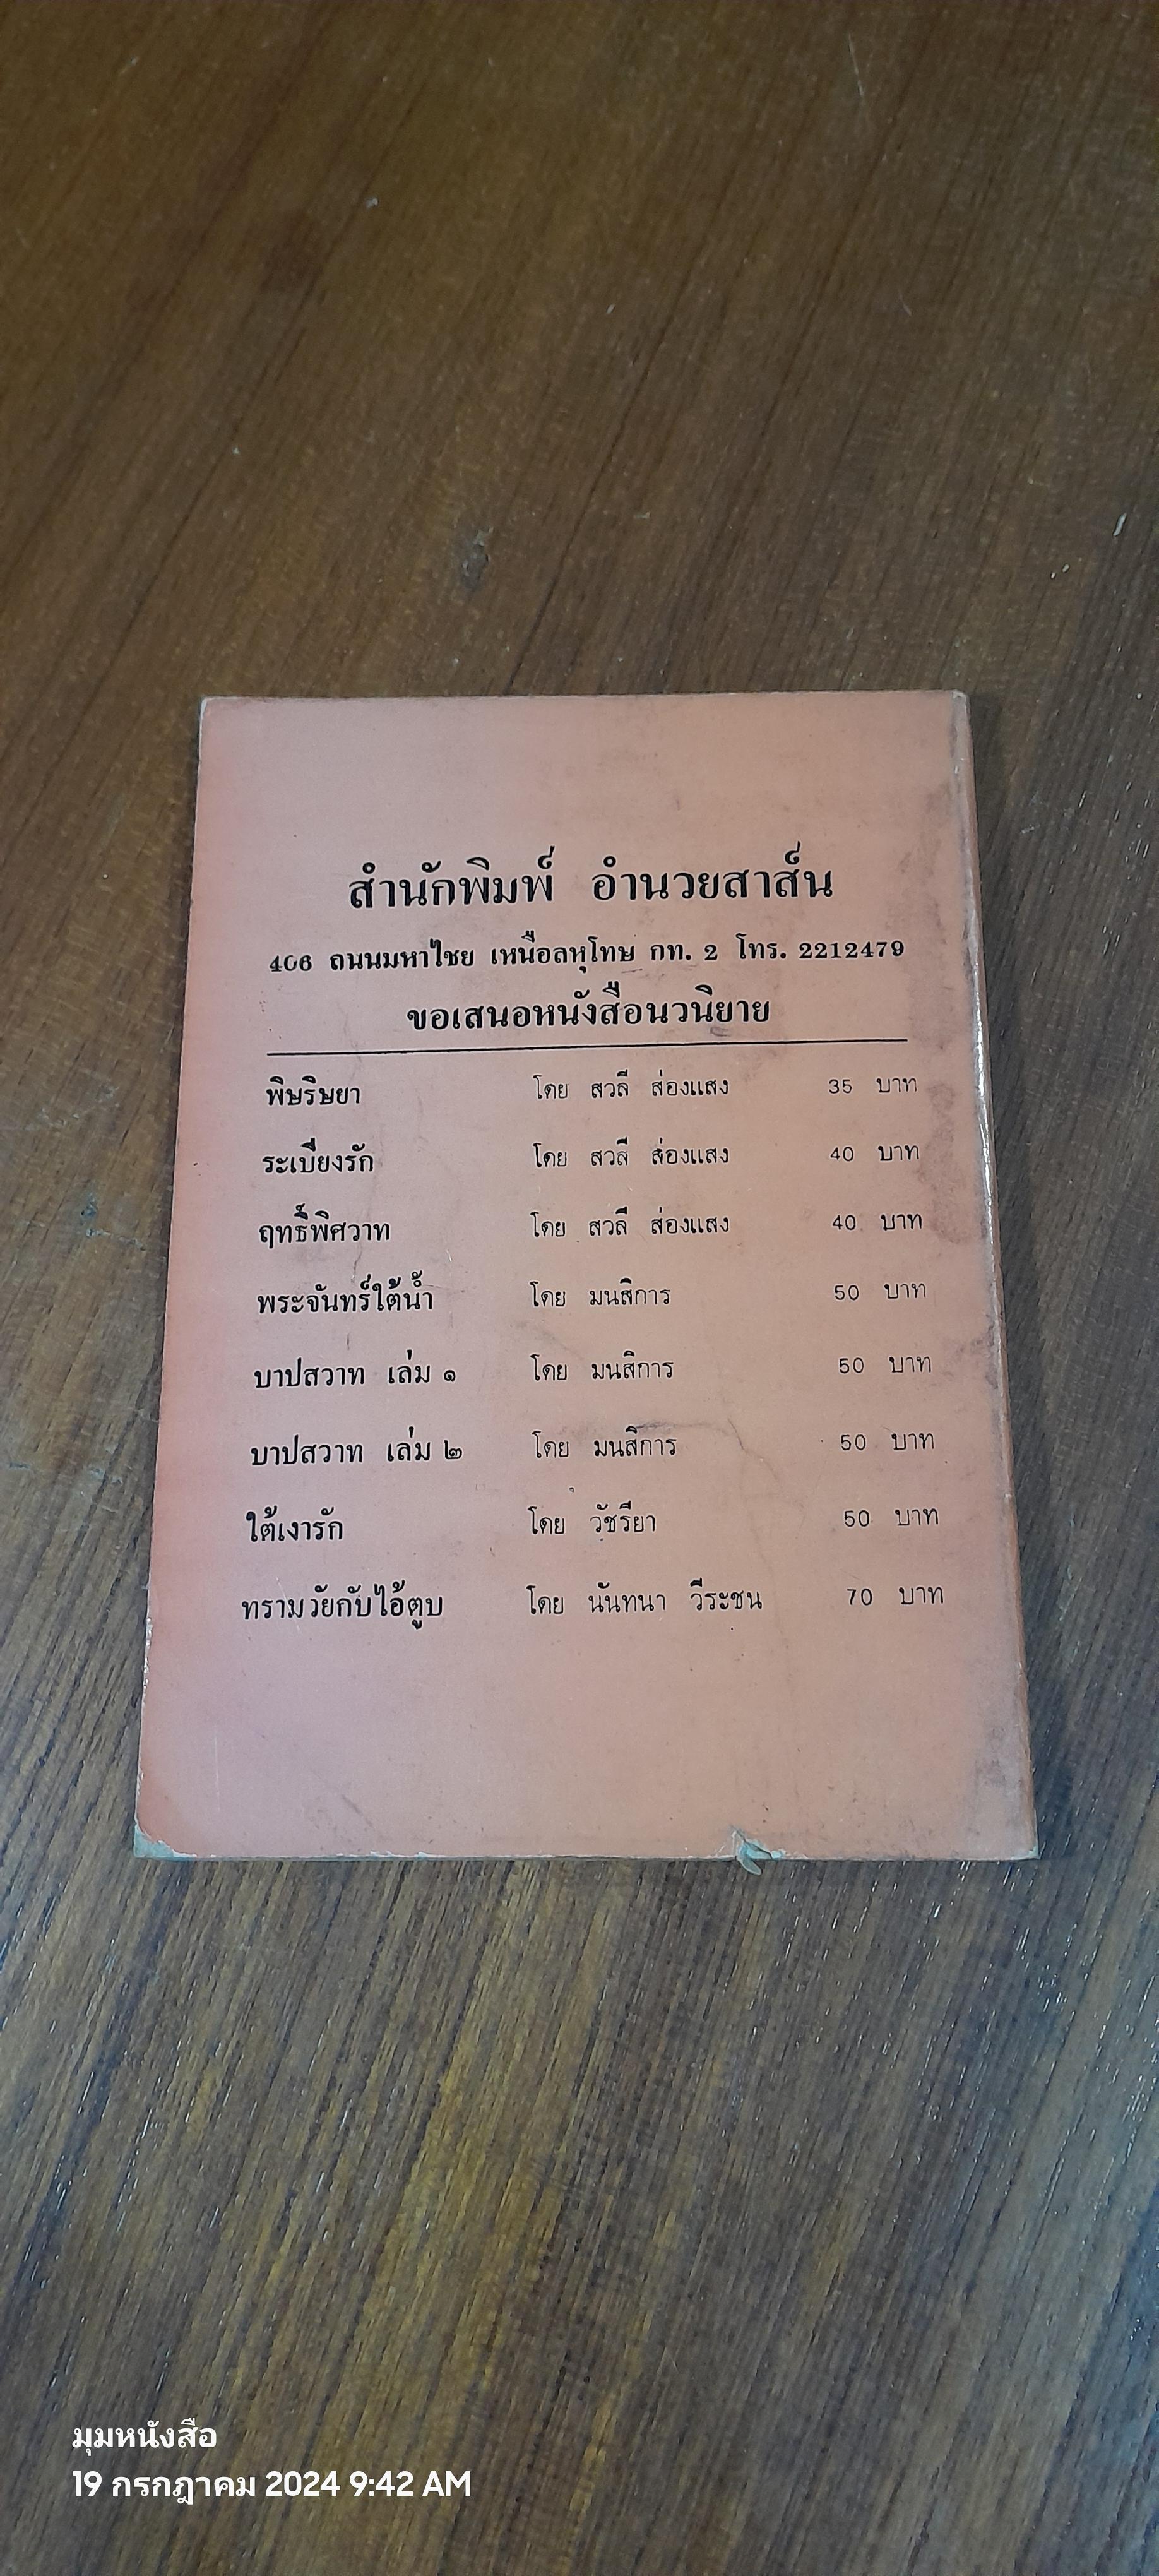 สำนักพิมพ์ อำนวยสาส์น
406 ถนนมหาไชย เหนือลหุโทษ กท. 2 โทร. 2212479
ขอเสนอหนังสือนวนิยาย
พิษริษยา โดย สวลี ส่องแสง 35 บาท
ระเบียงรัก โดย สวลี ส่องแสง 40 บาท
ฤทธิ์พิศวาท โดย สวลี ส่องแสง 40 บาท
พระจันทร์ใต้น้ำ โดย มนสิการ 50 บาท
บาปสวาท เล่ม ๑ โดย มนสิการ 50 บาท
บาปสวาท เล่ม ๒ โดย มนสิการ 50 บาท
ใต้เงารัก โดย วัชรียา 50 บาท
ทรามวัยกับไอ้ตูบ โดย นันทนา วีระชน 70 บาท
มุมหนังสือ
19 กรกฎาคม 2024 9:42 AM